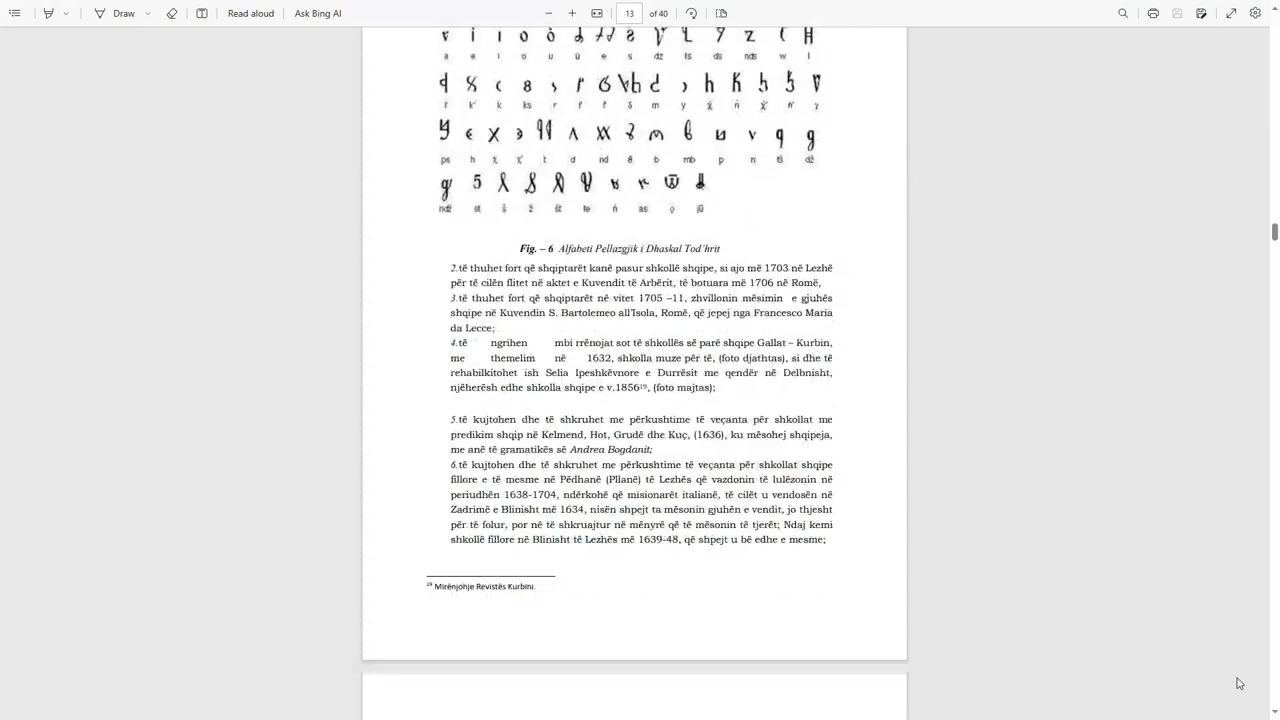 Draw
Read aloud
Ask Bing AI
13 of 40
a e i o u ü e s dz ts ds nds w l
ks r f f δ m y
ps h t d nd b mb p n tš dž
ndž st š ž št te ń as jü
Fig. – 6. Alfabeti Pellazgjik i Dhaskal Tod’hrit
2.të thuhet fort që shqiptarët kanë pasur shkollë shqipe, si ajo më 1703 në Lezhë
për të cilën flitet në aktet e Kuvendit të Arbërit, të botuara më 1706 në Romë,
3.të thuhet fort që shqiptarët në vitet 1705 –11, zhvillonin mësimin e gjuhës
shqipe në Kuvendin S. Bartolemeo all’Isola, Romë, që jepej nga Francesco Maria
da Lecce;
4.të ngrihen mbi rrënojat sot të shkollës së parë shqipe Gallat – Kurbin,
me themelim në 1632, shkolla muze për të, (foto djathtas), si dhe të
rehabilkitohet ish Selia Ipeshkëvnore e Durrësit me qendër në Delbnisht,
njëherësh edhe shkolla shqipe e v.1856¹⁹, (foto majtas);
5.të kujtohen dhe të shkruhet me përkushtime të veçanta për shkollat me
predikim shqip në Kelmend, Hot, Grudë dhe Kuç, (1636), ku mësohej shqipeja,
me anë të gramatikës së Andrea Bogdanit;
6.të kujtohen dhe të shkruhet me përkushtime të veçanta për shkollat shqipe
fillore e të mesme në Pëdhanë (Pllanë) të Lezhës që vazdonin të lulëzonin në
periudhën 1638-1704, ndërkohë që misionarët italianë, të cilët u vendosën në
Zadrimë e Blinisht më 1634, nisën shpejt ta mësonin gjuhën e vendit, jo thjesht
për të folur, por në të shkruajtur në mënyrë që të mësonin të tjerët; Ndaj kemi
shkollë fillore në Blinisht të Lezhës më 1639-48, që shpejt u bë edhe e mesme;
¹⁹ Mirënjohje Revistës Kurbini.